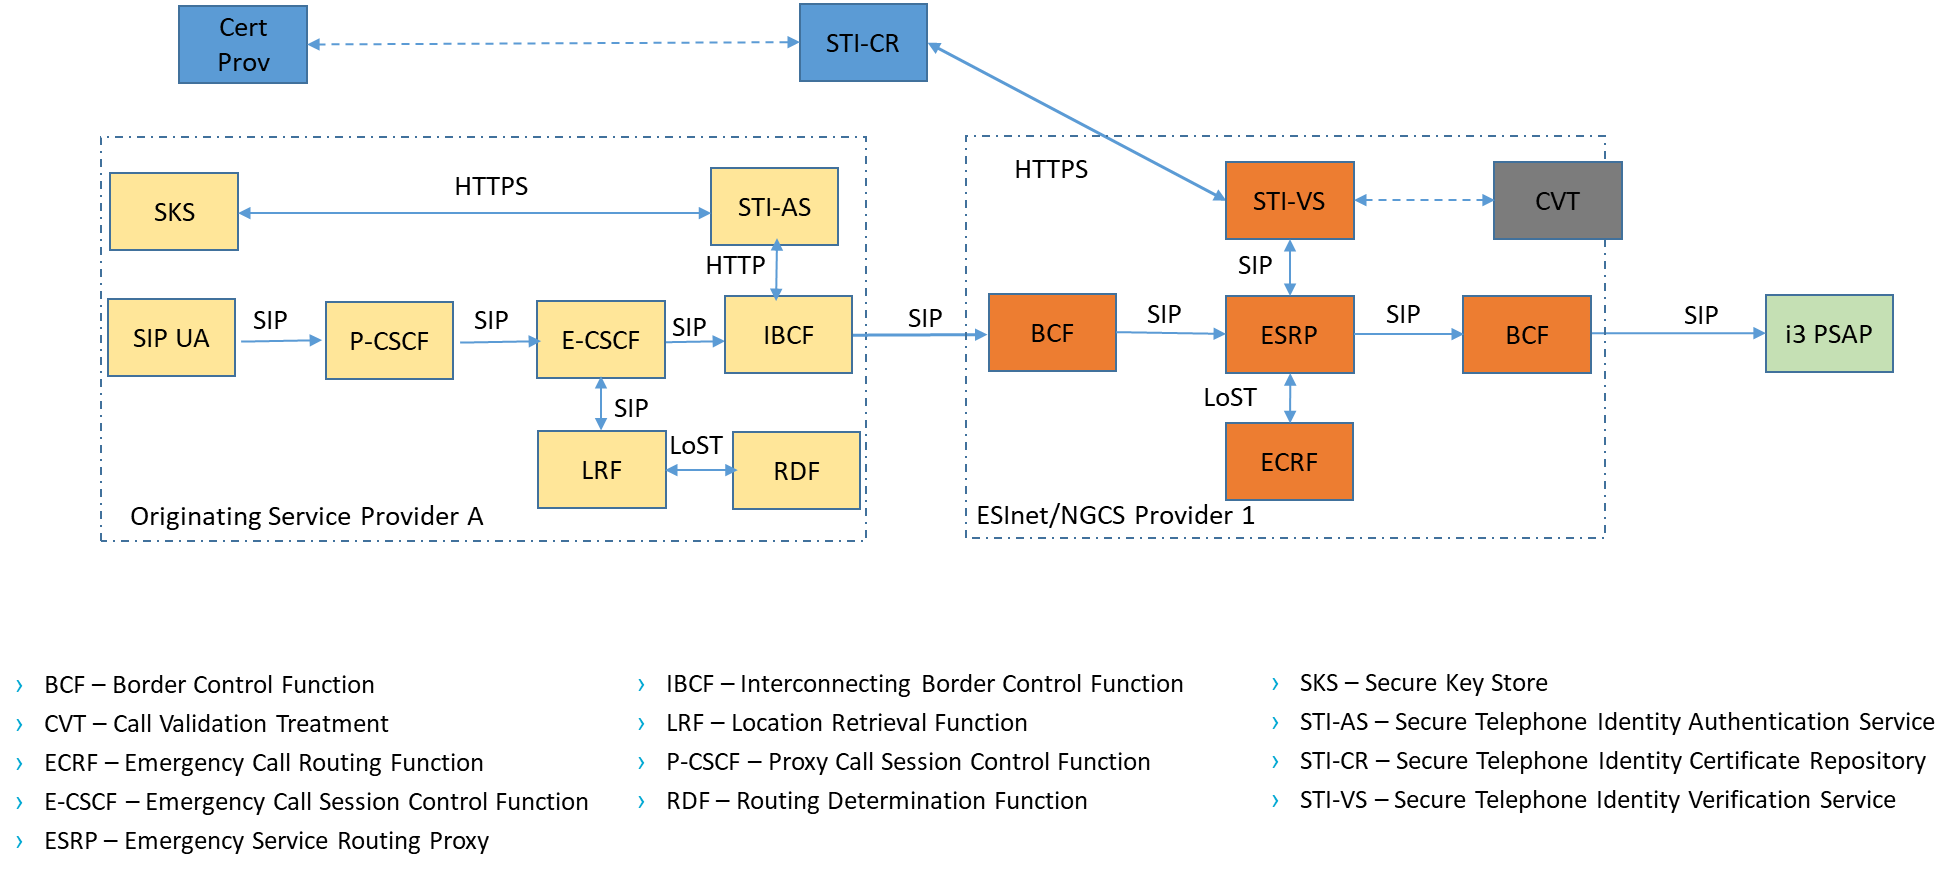 Cert
Prov
STI-CR
HTTPS
HTTPS
SKS
STI-AS
STI-VS
CVT
HTTP
SIP
SIP UA
SIP
P-CSCF
SIP
E-CSCF
SIP
IBCF
SIP
BCF
SIP
ESRP
SIP
BCF
SIP
i3 PSAP
SIP
LoST
LRF
LoST
RDF
ECRF
Originating Service Provider A
ESInet/NGCS Provider 1
› BCF – Border Control Function
› CVT – Call Validation Treatment
› ECRF – Emergency Call Routing Function
› E-CSCF – Emergency Call Session Control Function
› ESRP – Emergency Service Routing Proxy
› IBCF – Interconnecting Border Control Function
› LRF – Location Retrieval Function
› P-CSCF – Proxy Call Session Control Function
› RDF – Routing Determination Function
› SKS – Secure Key Store
› STI-AS – Secure Telephone Identity Authentication Service
› STI-CR – Secure Telephone Identity Certificate Repository
› STI-VS – Secure Telephone Identity Verification Service